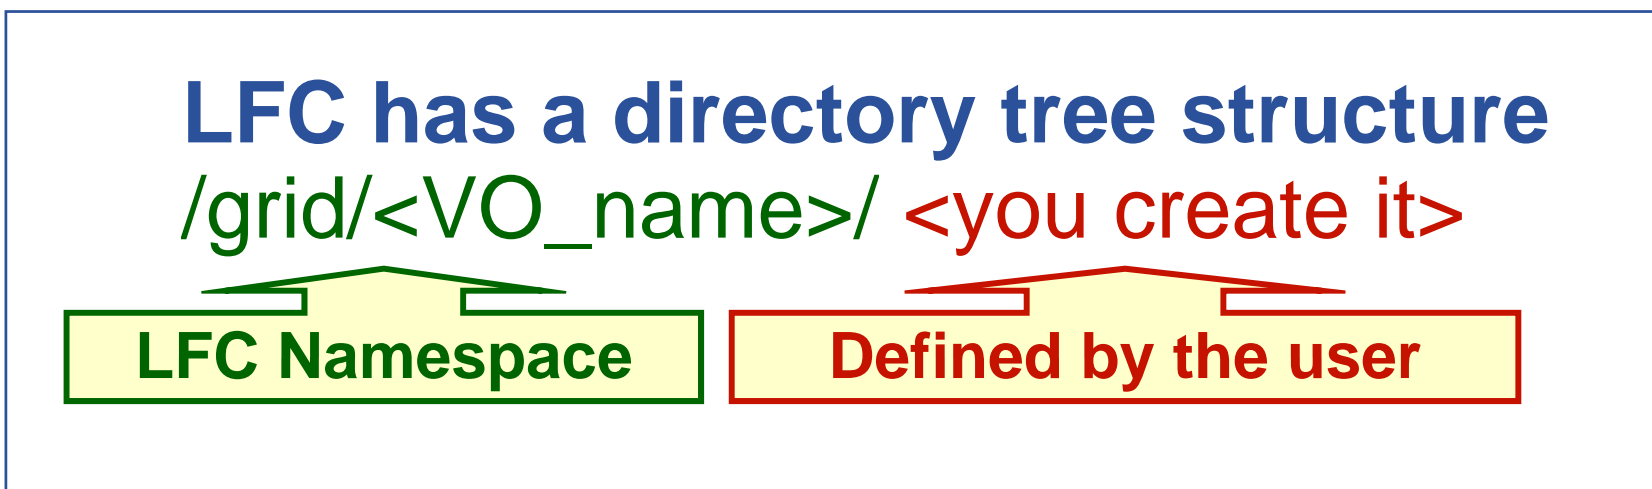 LFC has a directory tree structure
/grid/<VO_name>/ <you create it>
LFC Namespace
Defined by the user